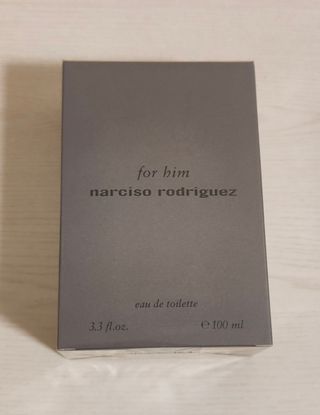 for him
narciso rodriguez
eau de toilette
3.3 fl.oz. ℮ 100 ml